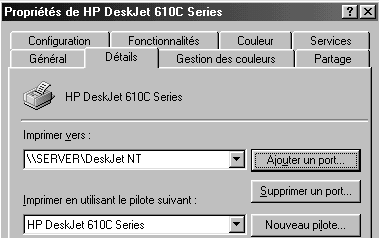 Propriétés de HP DeskJet 610C Series
Configuration Fonctionnalités Couleur Services
Général Détails Gestion des couleurs Partage
HP DeskJet 610C Series
Imprimer vers :
\\SERVER\DeskJet NT Ajouter un port...
Supprimer un port...
Imprimer en utilisant le pilote suivant :
HP DeskJet 610C Series Nouveau pilote...